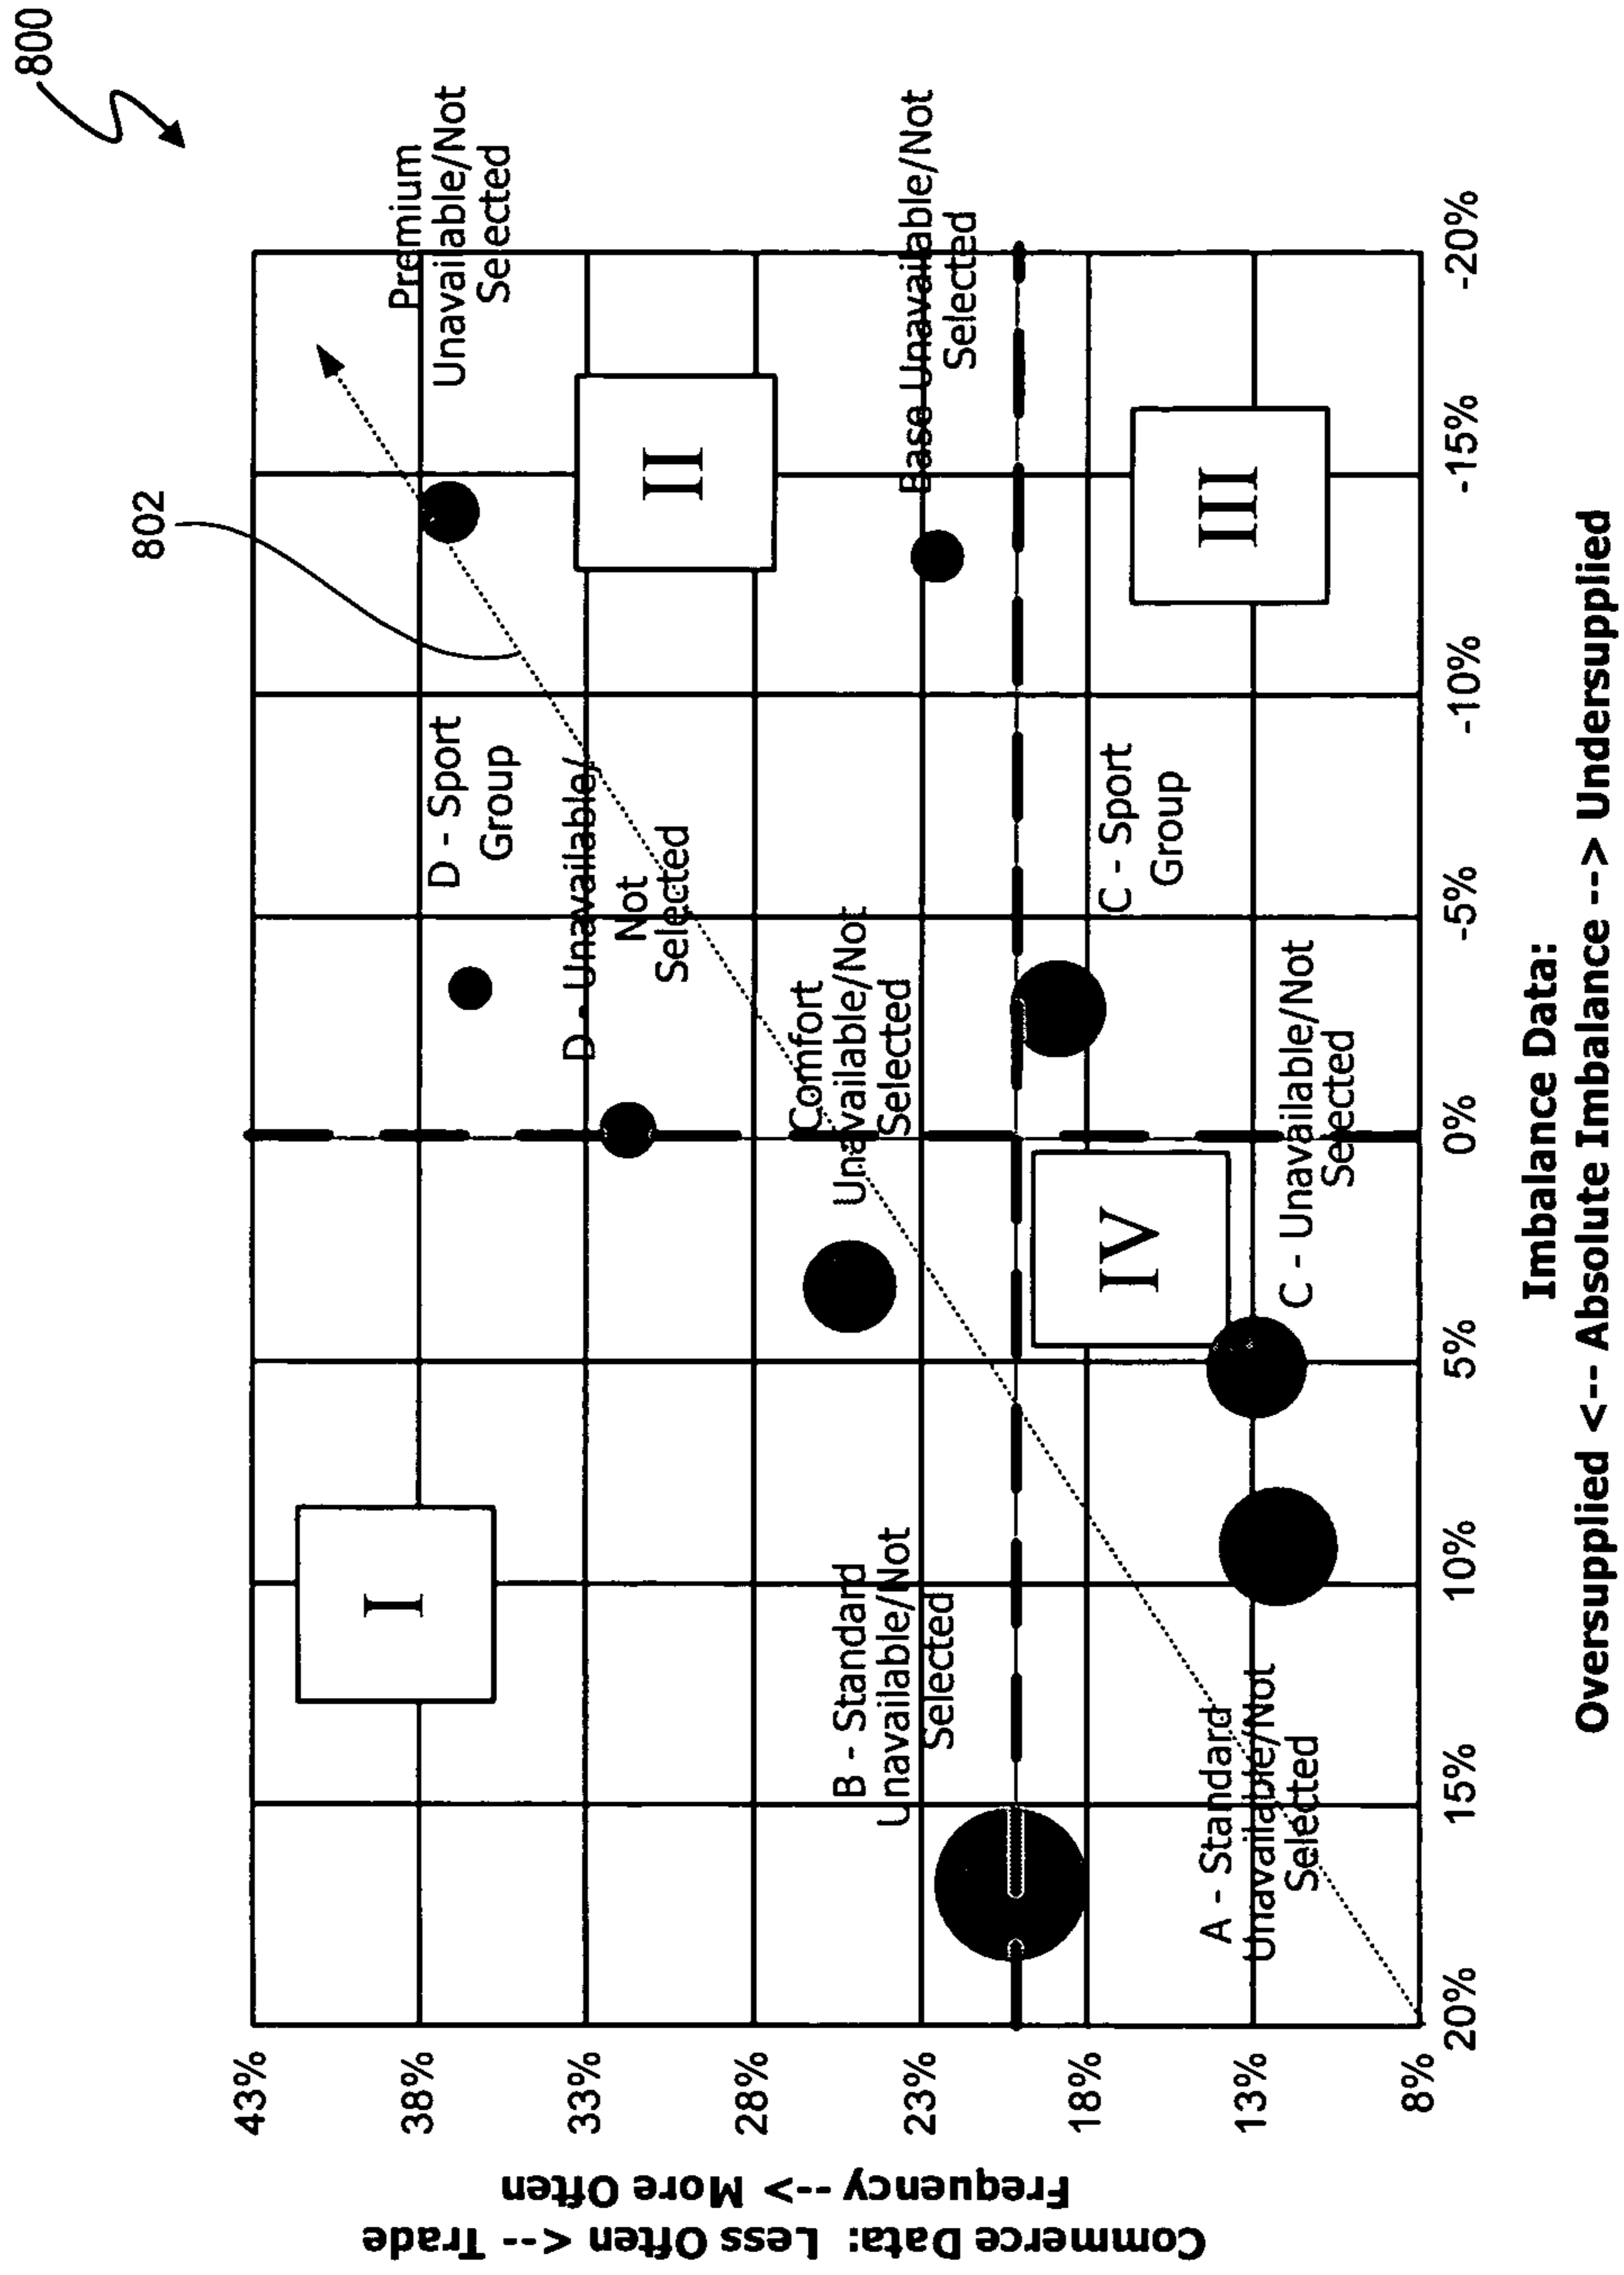 800
802
43%
38%
33%
28%
23%
18%
13%
8%
Commerce Data: Less Often <-- Trade
Frequency --> More Often
I
Premium
Unavailable/Not
Selected
D - Sport
Group
D - Unavailable/
Not
Selected
II
Comfort
Unavailable/Not
Selected
B - Standard
Unavailable/Not
Selected
Base Unavailable/Not
Selected
C - Sport
Group
IV
III
A - Standard
Unavailable/Not
Selected
C - Unavailable/Not
Selected
20%
15%
10%
5%
0%
-5%
-10%
-15%
-20%
Imbalance Data:
Oversupplied <-- Absolute Imbalance --> Undersupplied